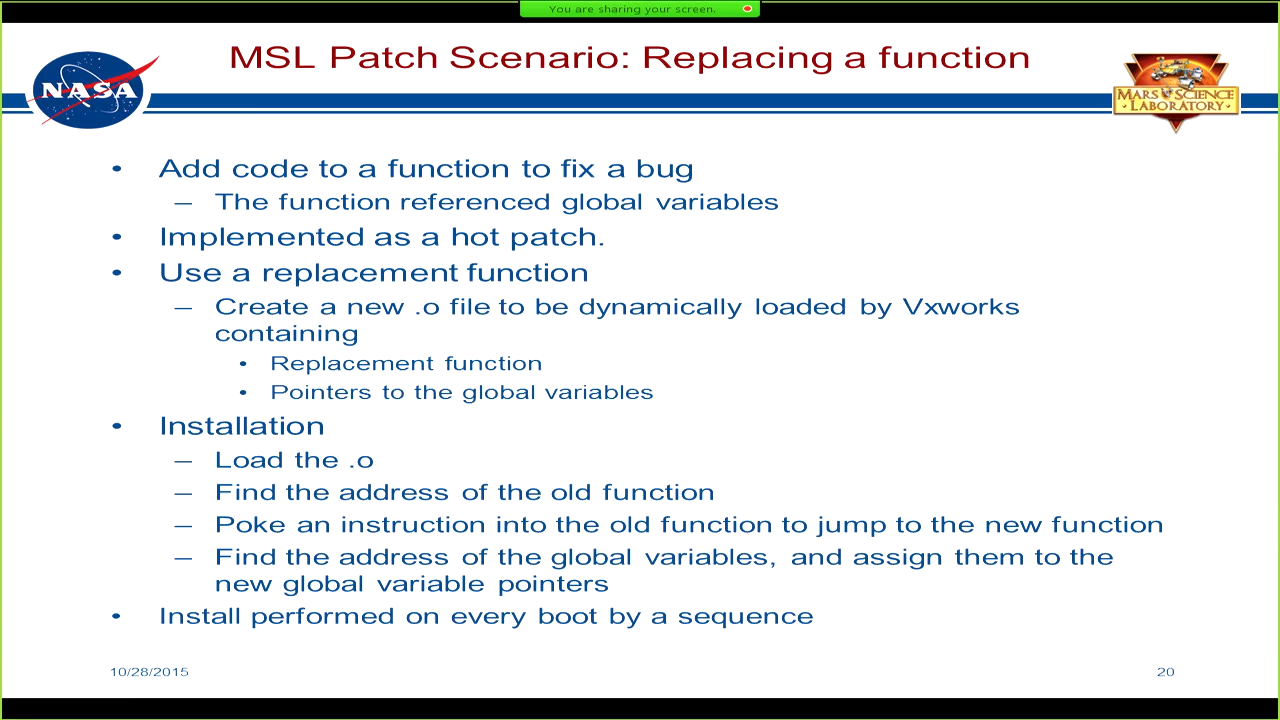 You are sharing your screen.
MSL Patch Scenario: Replacing a function
NASA
MARS SCIENCE
LABORATORY
• Add code to a function to fix a bug
– The function referenced global variables
• Implemented as a hot patch.
• Use a replacement function
– Create a new .o file to be dynamically loaded by Vxworks
containing
• Replacement function
• Pointers to the global variables
• Installation
– Load the .o
– Find the address of the old function
– Poke an instruction into the old function to jump to the new function
– Find the address of the global variables, and assign them to the
new global variable pointers
• Install performed on every boot by a sequence
10/28/2015
20